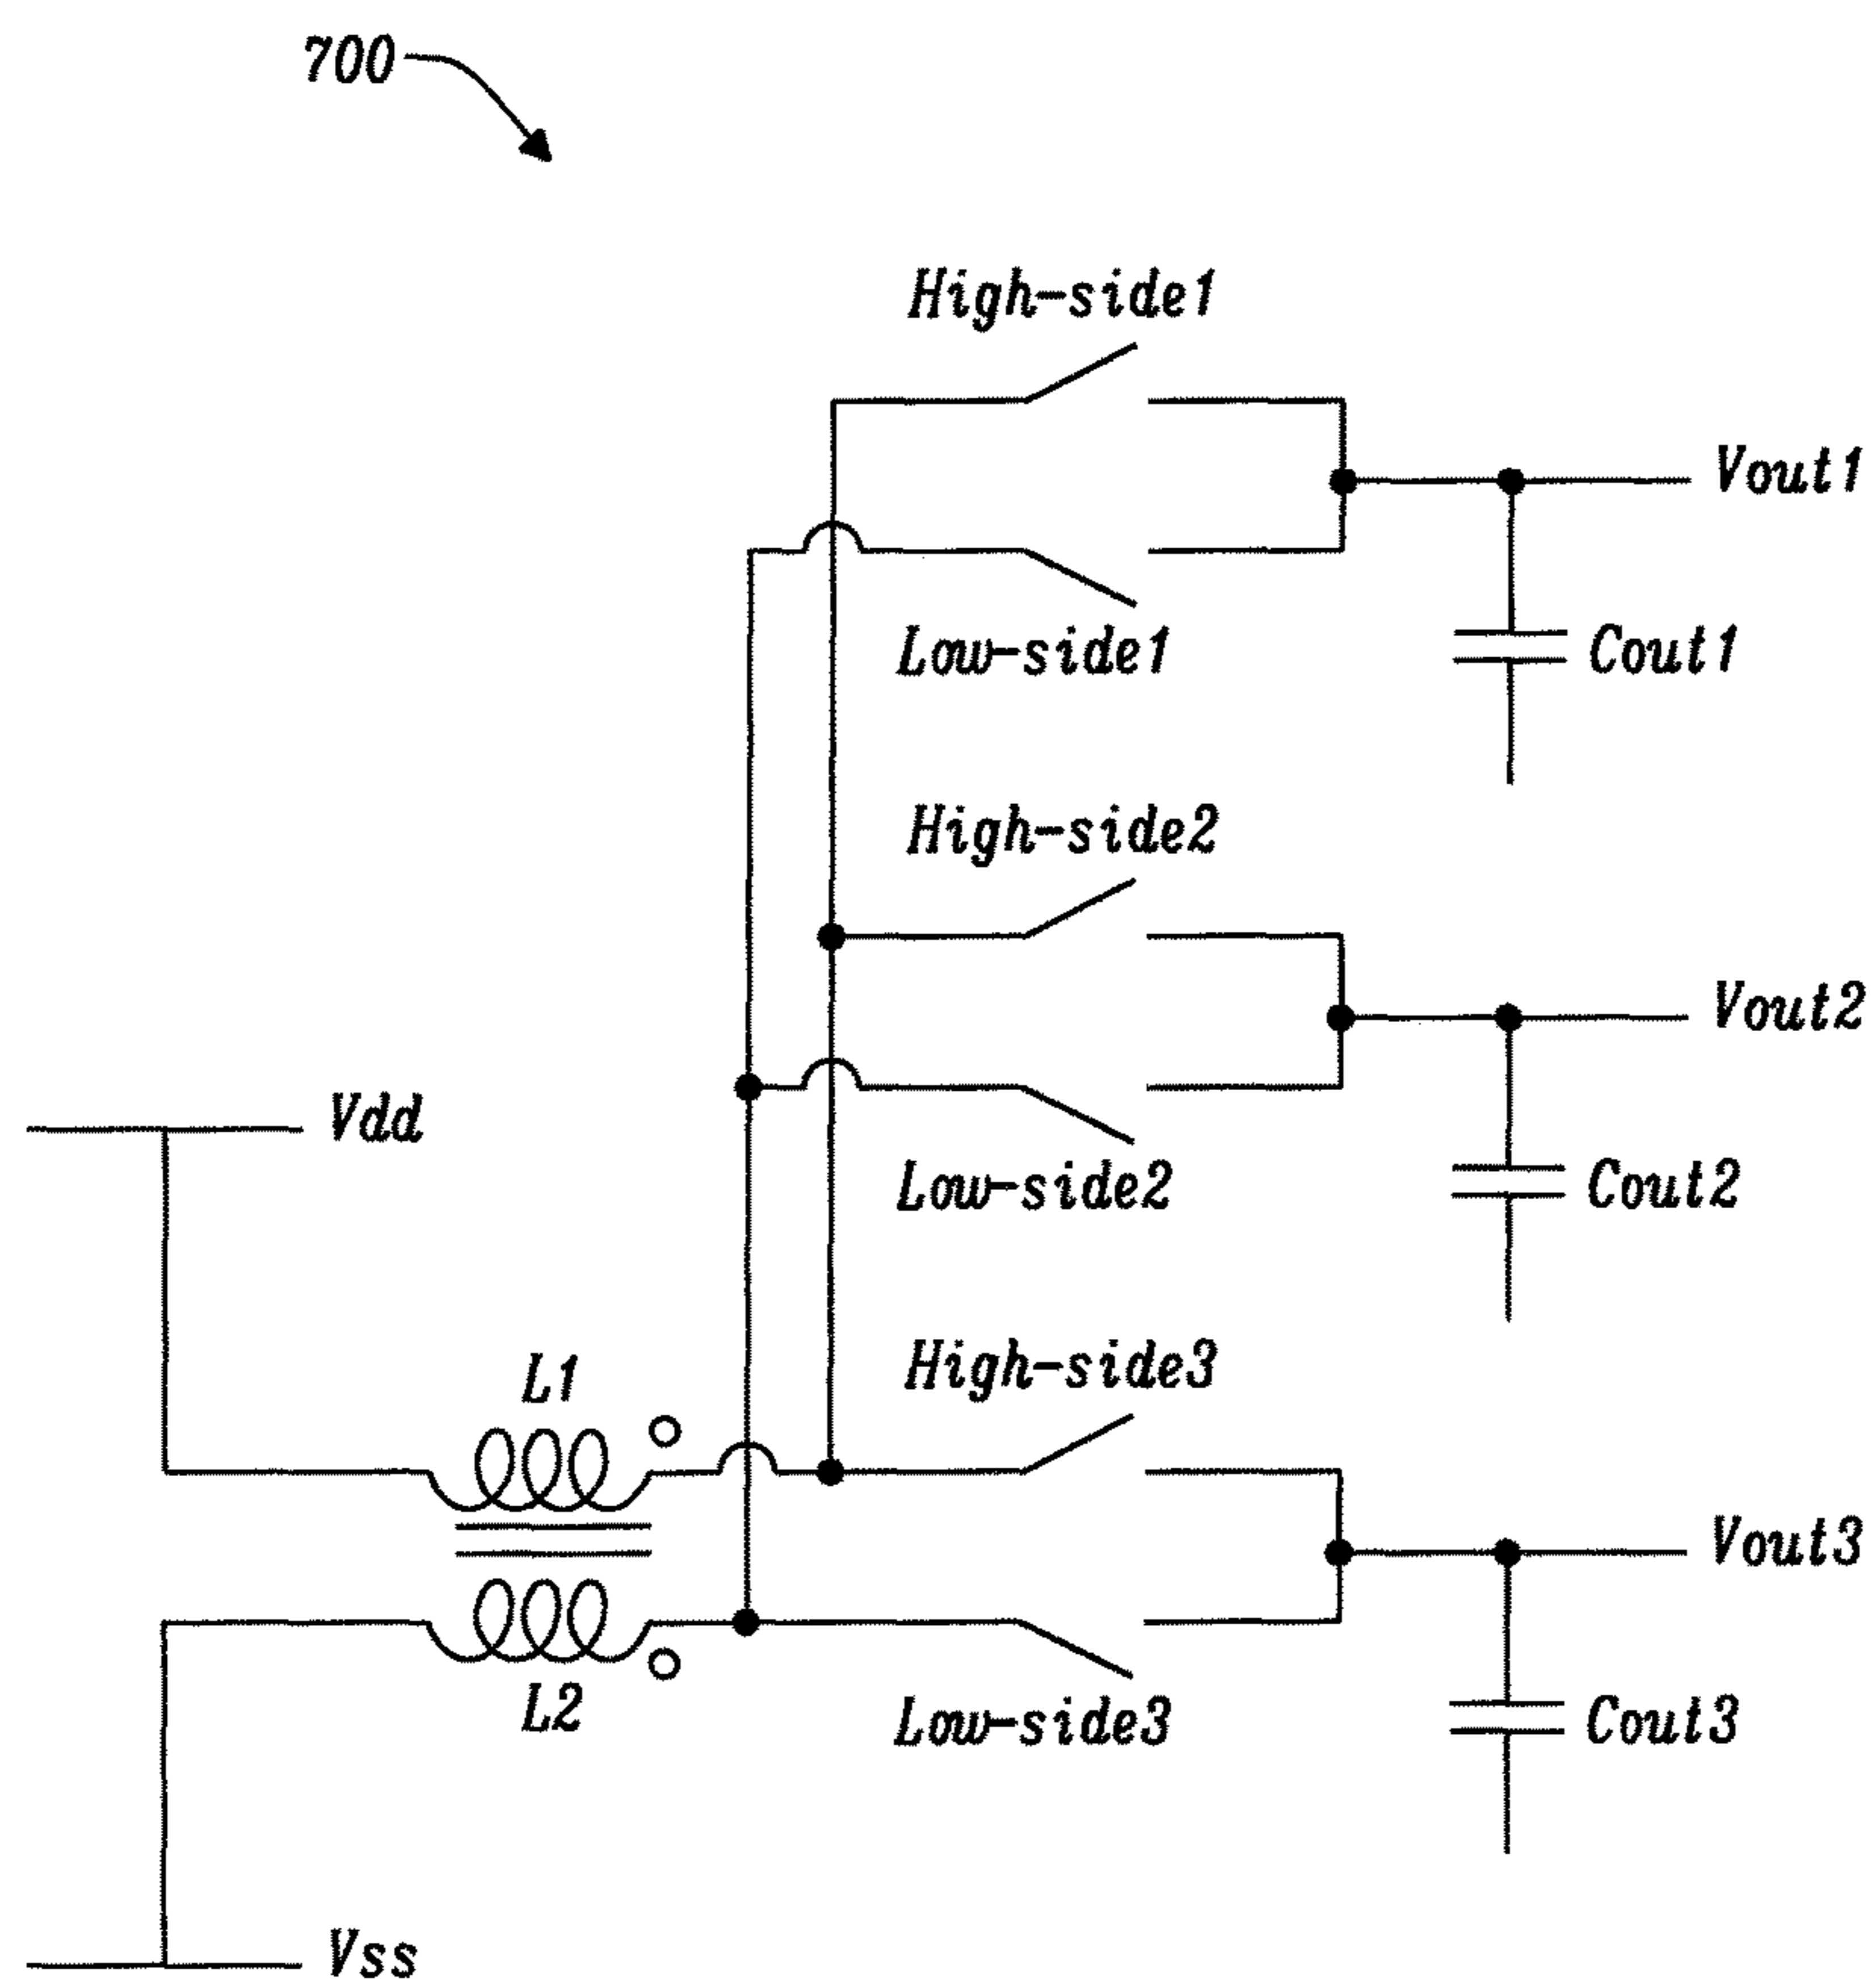 700
High-side1
Vout1
Low-side1
Cout1
High-side2
Vout2
Vdd
Low-side2
Cout2
L1
High-side3
Vout3
L2
Low-side3
Cout3
Vss